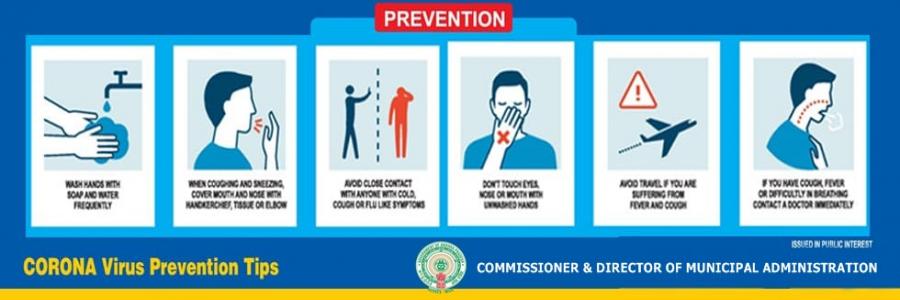 PREVENTION
WASH HANDS WITH
SOAP AND WATER
FREQUENTLY
WHEN COUGHING AND SNEEZING,
COVER MOUTH AND NOSE WITH
HANDKERCHIEF, TISSUE OR ELBOW
AVOID CLOSE CONTACT
WITH ANYONE WITH COLD,
COUGH OR FLU LIKE SYMPTOMS
DON'T TOUCH EYES,
NOSE OR MOUTH WITH
UNWASHED HANDS
AVOID TRAVEL IF YOU ARE
SUFFERING FROM
FEVER AND COUGH
IF YOU HAVE COUGH, FEVER
OR DIFFICULTLY IN BREATHING
CONTACT A DOCTOR IMMEDIATELY
ISSUED IN PUBLIC INTEREST
CORONA Virus Prevention Tips
COMMISSIONER & DIRECTOR OF MUNICIPAL ADMINISTRATION